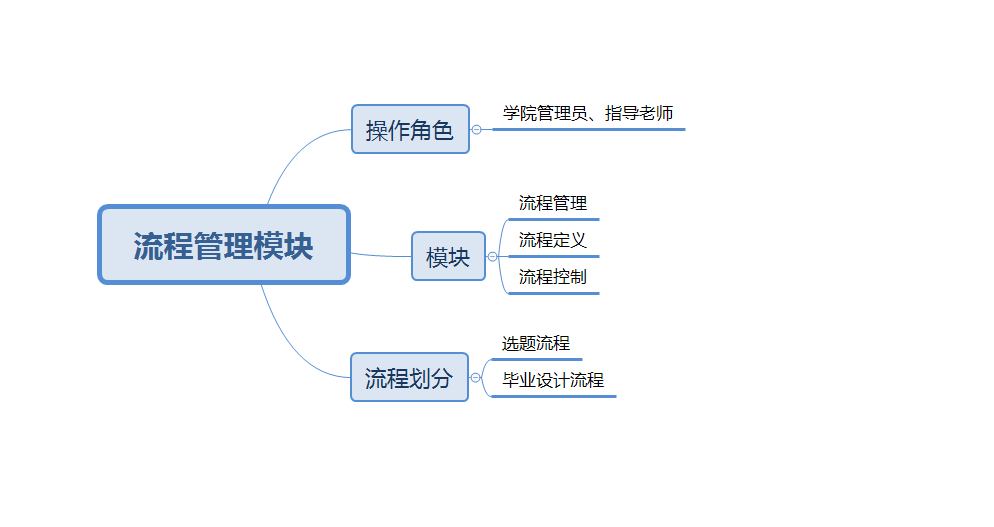 操作角色
学院管理员、指导老师
流程管理模块
模块
流程管理
流程定义
流程控制
流程划分
选题流程
毕业设计流程